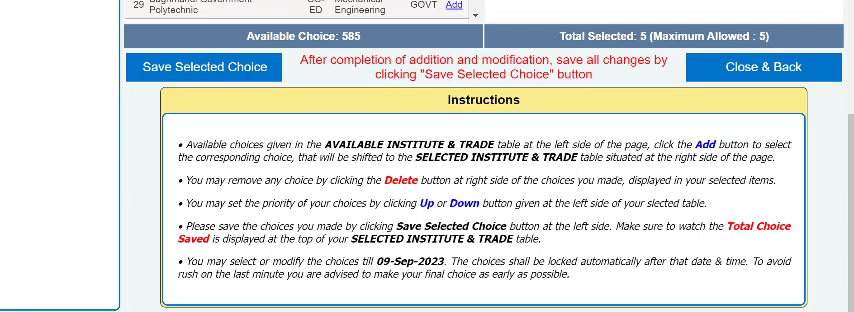 29 Baghmundi Government Polytechnic CO-ED Mechanical Engineering GOVT Add
Available Choice: 585
Total Selected: 5 (Maximum Allowed : 5)
Save Selected Choice
After completion of addition and modification, save all changes by
clicking "Save Selected Choice" button
Close & Back
Instructions
• Available choices given in the AVAILABLE INSTITUTE & TRADE table at the left side of the page, click the Add button to select
the corresponding choice, that will be shifted to the SELECTED INSTITUTE & TRADE table situated at the right side of the page.
• You may remove any choice by clicking the Delete button at right side of the choices you made, displayed in your selected items.
• You may set the priority of your choices by clicking Up or Down button given at the left side of your slected table.
• Please save the choices you made by clicking Save Selected Choice button at the left side. Make sure to watch the Total Choice
Saved is displayed at the top of your SELECTED INSTITUTE & TRADE table.
• You may select or modify the choices till 09-Sep-2023. The choices shall be locked automatically after that date & time. To avoid
rush on the last minute you are advised to make your final choice as early as possible.